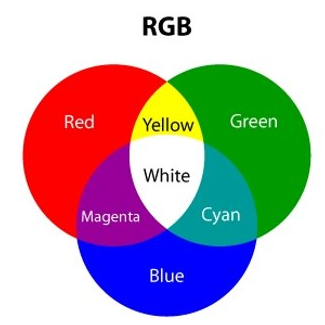 RGB
Red
Green
Yellow
White
Magenta
Cyan
Blue